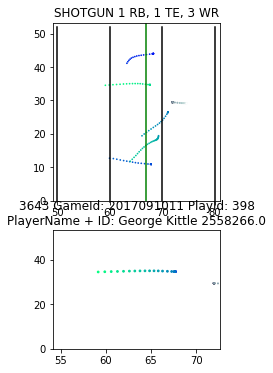 SHOTGUN 1 RB, 1 TE, 3 WR
50
40
30
20
10
0
50 60 70 80
3643 GameId: 2017091011 PlayId: 398
PlayerName + ID: George Kittle 2558266.0
40
20
0
55 60 65 70